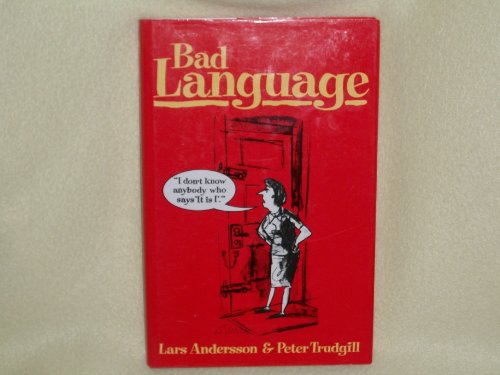 Bad
Language
"I don't know
anybody who
says 'It is I'."
Lars Andersson & Peter Trudgill